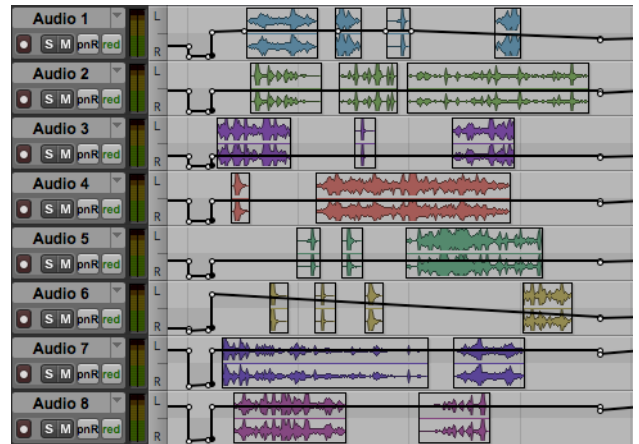 Audio 1
L
S M pnR red
R
Audio 2
L
S M pnR red
R
Audio 3
L
S M pnR red
R
Audio 4
L
S M pnR red
R
Audio 5
L
S M pnR red
R
Audio 6
L
S M pnR red
R
Audio 7
L
S M pnR red
R
Audio 8
L
S M pnR red
R